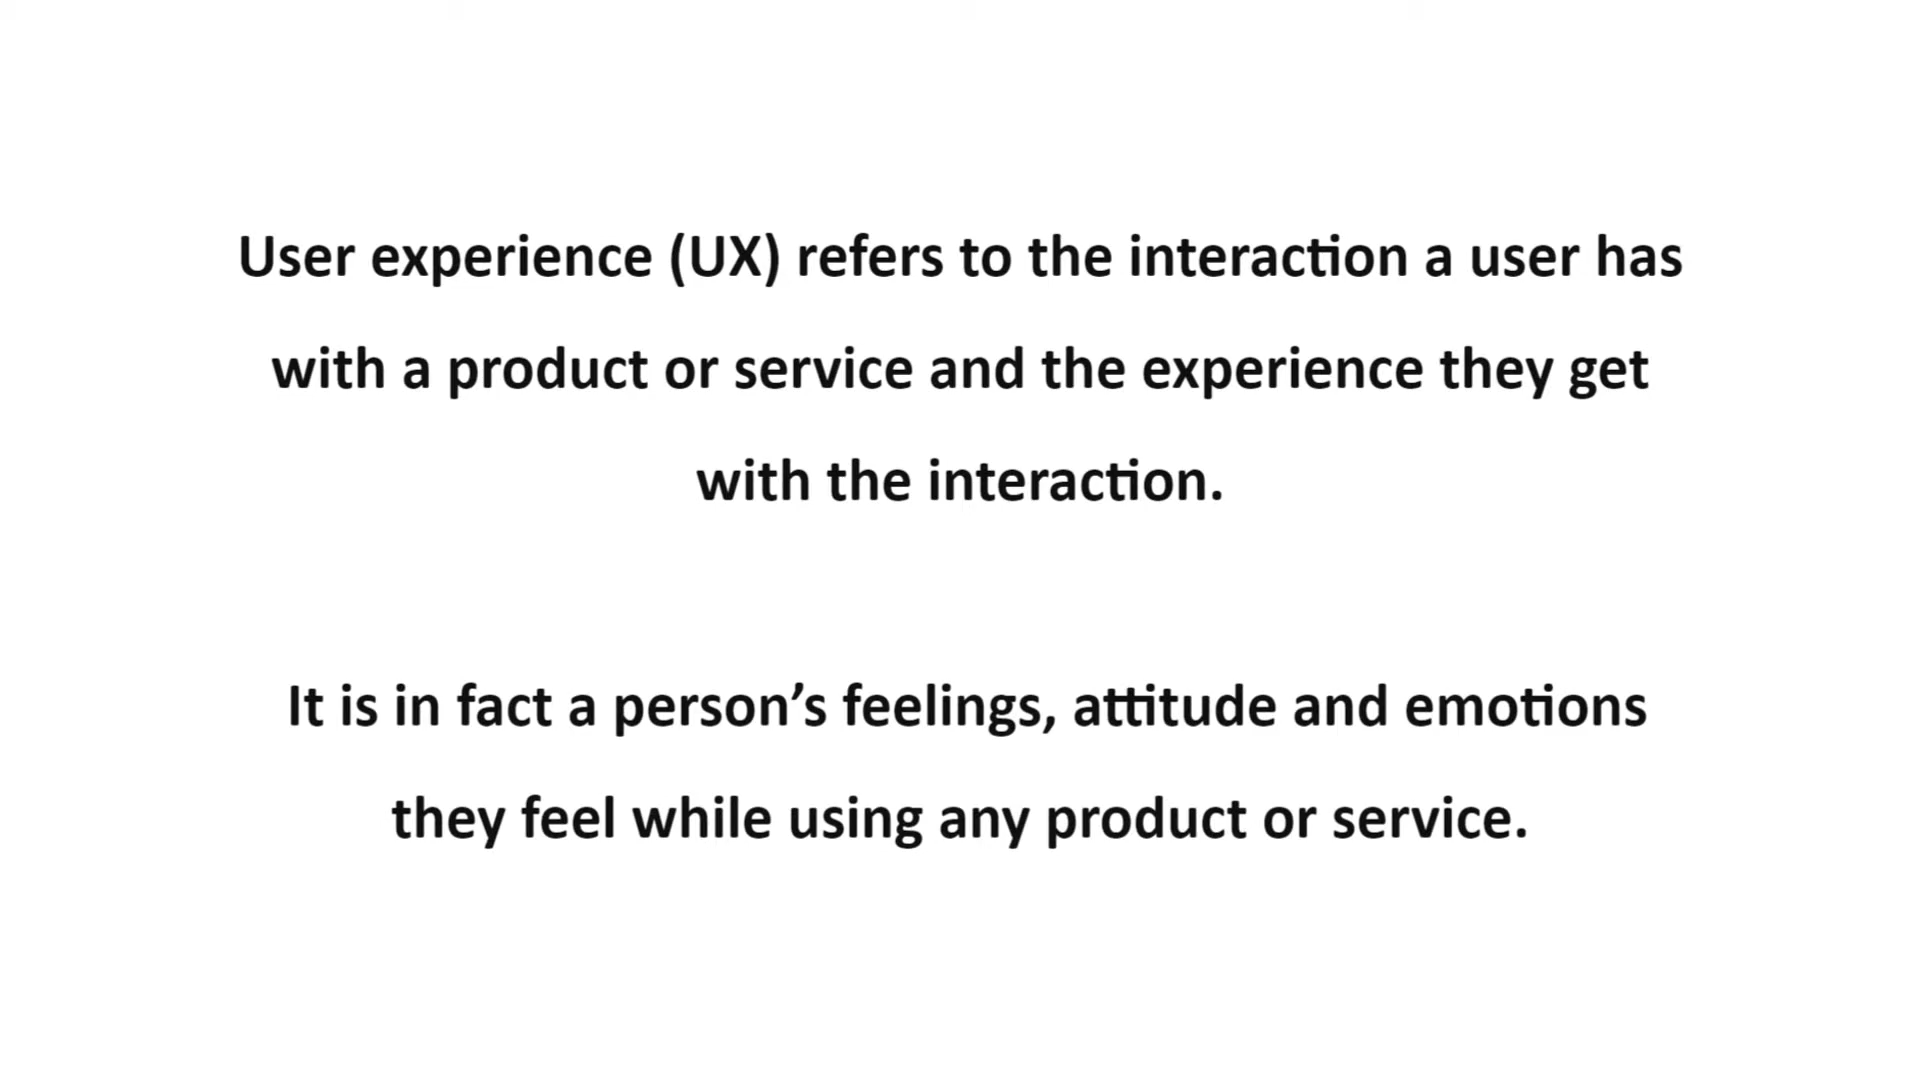 User experience (UX) refers to the interaction a user has
with a product or service and the experience they get
with the interaction.
It is in fact a person’s feelings, attitude and emotions
they feel while using any product or service.